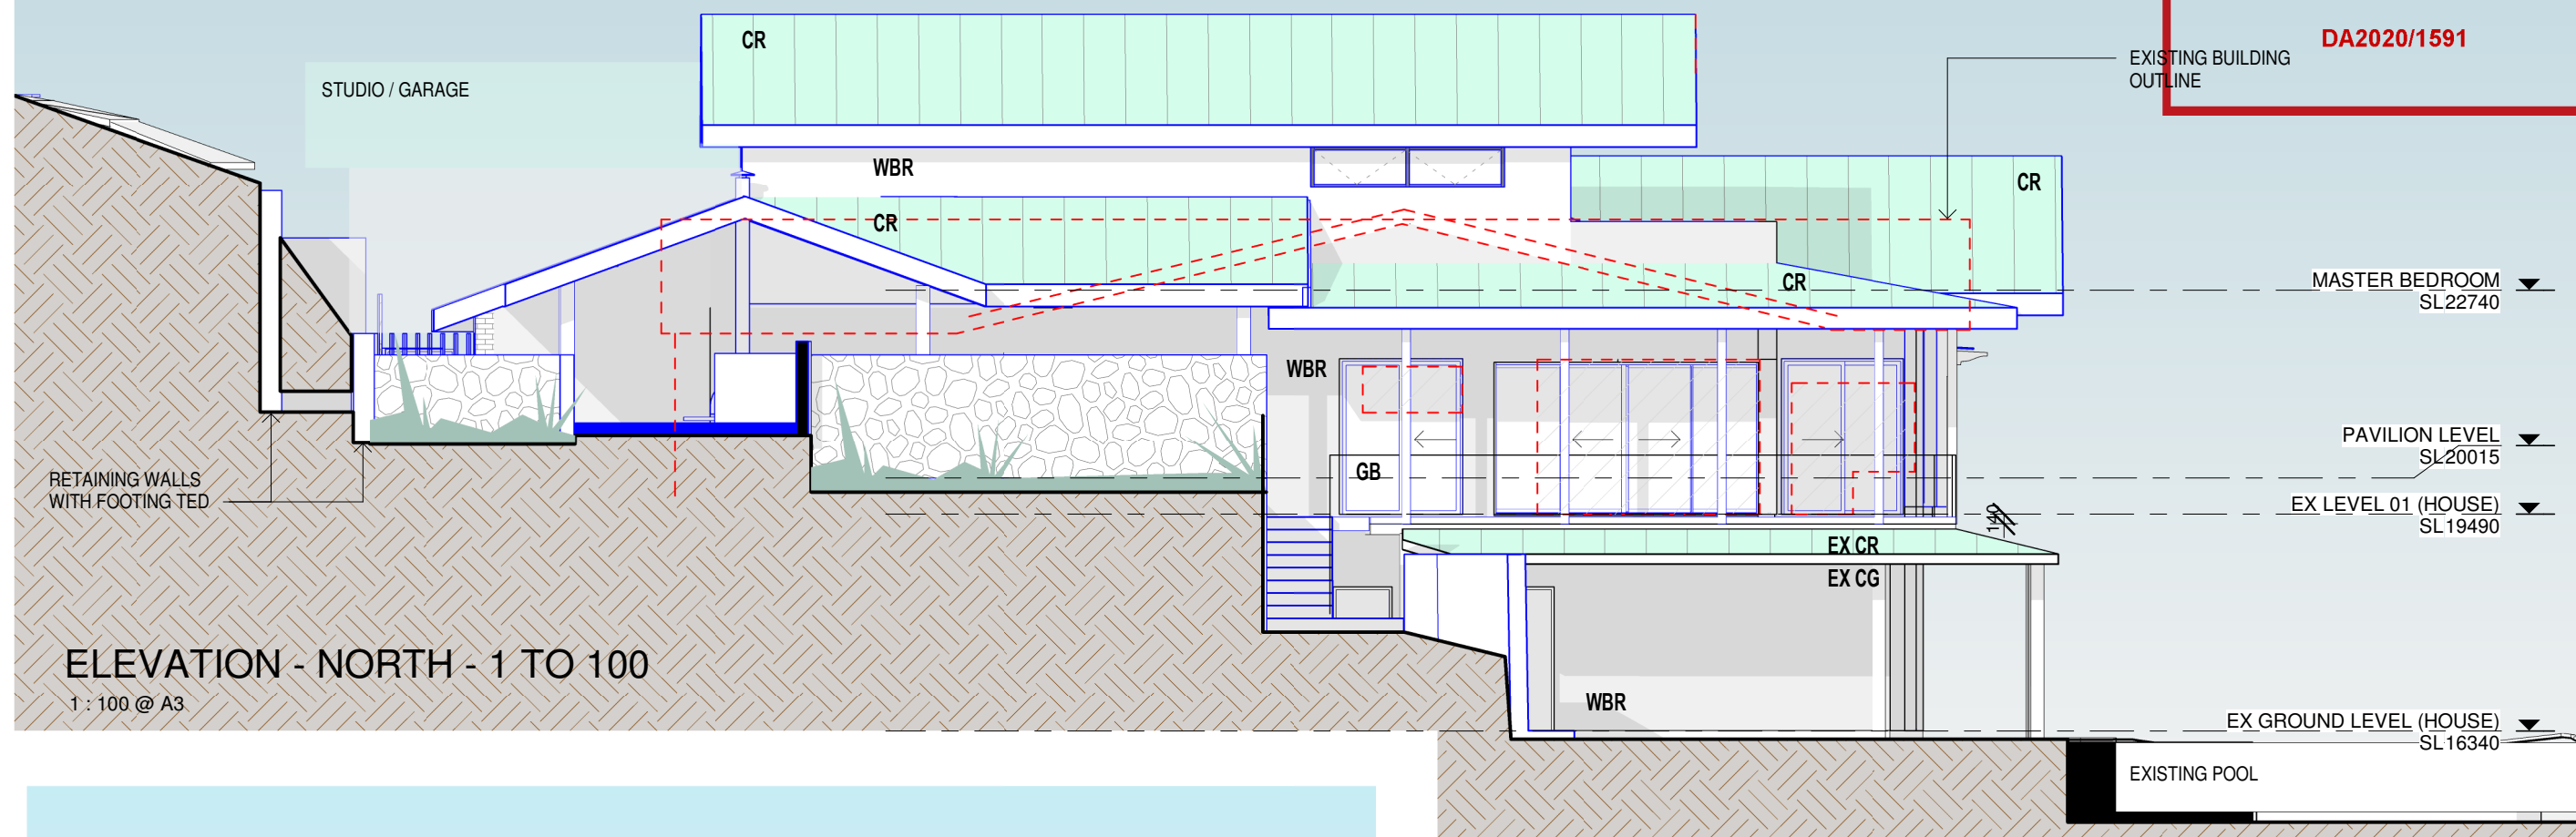 DA2020/1591
CR
EXISTING BUILDING
OUTLINE
STUDIO / GARAGE
WBR
CR
CR
CR
MASTER BEDROOM
SL22740
WBR
PAVILION LEVEL
SL20015
GB
RETAINING WALLS
WITH FOOTING TED
EX LEVEL 01 (HOUSE)
SL19490
EX CR
EX CG
ELEVATION - NORTH - 1 TO 100
1 : 100 @ A3
WBR
EX GROUND LEVEL (HOUSE)
SL16340
EXISTING POOL